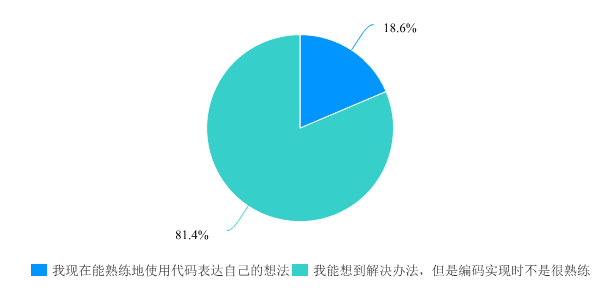 18.6%
81.4%
我现在能熟练地使用代码表达自己的想法
我能想到解决办法，但是编码实现时不是很熟练